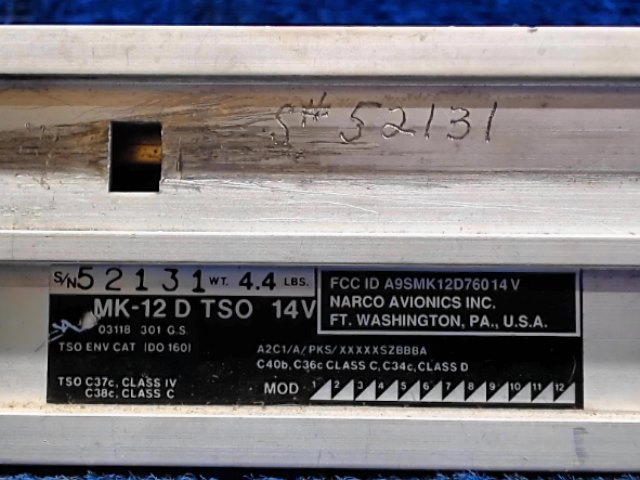 S# 52131
S/N 52131 WT. 4.4 LBS.
MK-12 D TSO 14V
03118 301 G.S.
TSO ENV CAT (DO 160)
TSO C37c, CLASS IV
C38c, CLASS C
FCC ID A9SMK12D76014V
NARCO AVIONICS INC.
FT. WASHINGTON, PA., U.S.A.
A2C1/A/PKS/XXXXXSZBBBA
C40b, C36c CLASS C, C34c, CLASS D
MOD 1 2 3 4 5 6 7 8 9 10 11 12